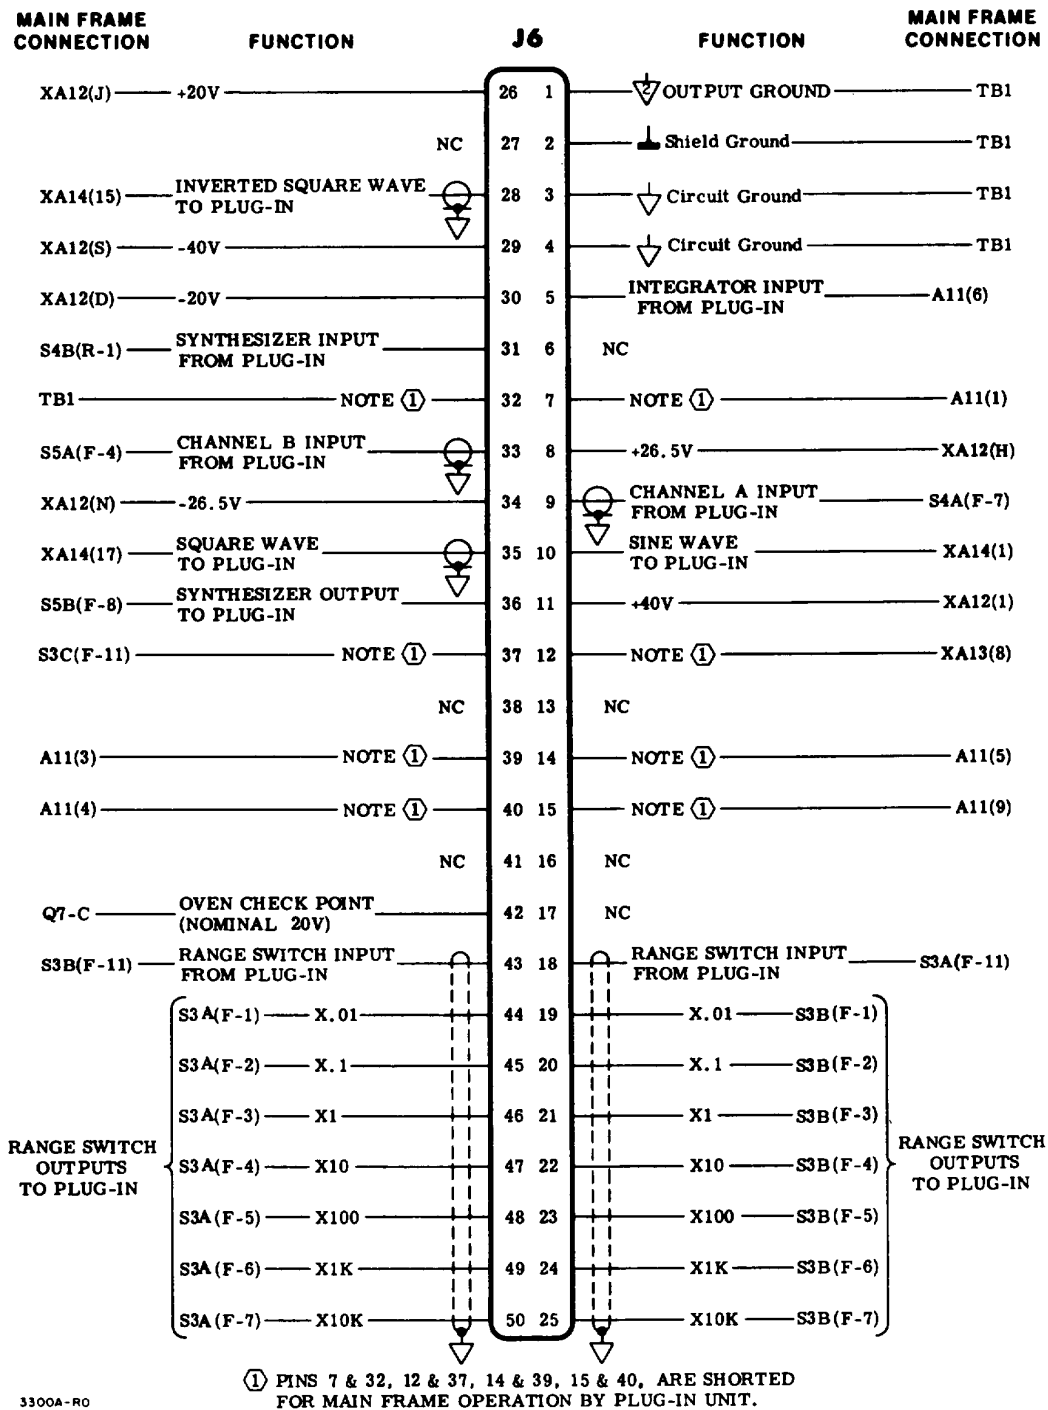 MAIN FRAME CONNECTION FUNCTION J6 FUNCTION MAIN FRAME CONNECTION
XA12(J) +20V 26 1 2 OUTPUT GROUND TB1
NC 27 2 Shield Ground TB1
XA14(15) INVERTED SQUARE WAVE TO PLUG-IN 28 3 Circuit Ground TB1
XA12(S) -40V 29 4 Circuit Ground TB1
XA12(D) -20V 30 5 INTEGRATOR INPUT FROM PLUG-IN A11(6)
S4B(R-1) SYNTHESIZER INPUT FROM PLUG-IN 31 6 NC
TB1 NOTE 1 32 7 NOTE 1 A11(1)
S5A(F-4) CHANNEL B INPUT FROM PLUG-IN 33 8 +26.5V XA12(H)
XA12(N) -26.5V 34 9 CHANNEL A INPUT FROM PLUG-IN S4A(F-7)
XA14(17) SQUARE WAVE TO PLUG-IN 35 10 SINE WAVE TO PLUG-IN XA14(1)
S5B(F-8) SYNTHESIZER OUTPUT TO PLUG-IN 36 11 +40V XA12(1)
S3C(F-11) NOTE 1 37 12 NOTE 1 XA13(8)
NC 38 13 NC
A11(3) NOTE 1 39 14 NOTE 1 A11(5)
A11(4) NOTE 1 40 15 NOTE 1 A11(9)
NC 41 16 NC
Q7-C OVEN CHECK POINT (NOMINAL 20V) 42 17 NC
S3B(F-11) RANGE SWITCH INPUT FROM PLUG-IN 43 18 RANGE SWITCH INPUT FROM PLUG-IN S3A(F-11)
S3A(F-1) X.01 44 19 X.01 S3B(F-1)
S3A(F-2) X.1 45 20 X.1 S3B(F-2)
S3A(F-3) X1 46 21 X1 S3B(F-3)
RANGE SWITCH OUTPUTS TO PLUG-IN S3A(F-4) X10 47 22 X10 S3B(F-4) RANGE SWITCH OUTPUTS TO PLUG-IN
S3A(F-5) X100 48 23 X100 S3B(F-5)
S3A(F-6) X1K 49 24 X1K S3B(F-6)
S3A(F-7) X10K 50 25 X10K S3B(F-7)
1 PINS 7 & 32, 12 & 37, 14 & 39, 15 & 40, ARE SHORTED
FOR MAIN FRAME OPERATION BY PLUG-IN UNIT.
3300A-RO